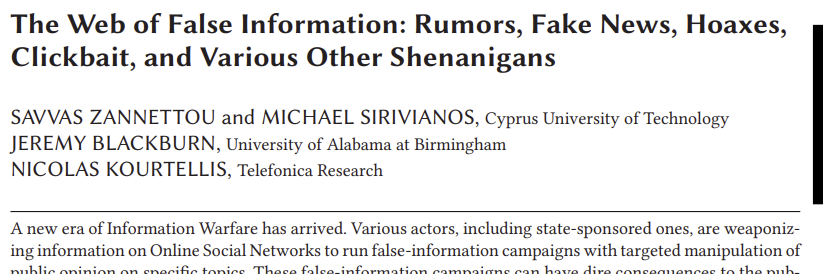 The Web of False Information: Rumors, Fake News, Hoaxes,
Clickbait, and Various Other Shenanigans
SAVVAS ZANNETTOU and MICHAEL SIRIVIANOS, Cyprus University of Technology
JEREMY BLACKBURN, University of Alabama at Birmingham
NICOLAS KOURTELLIS, Telefonica Research
A new era of Information Warfare has arrived. Various actors, including state-sponsored ones, are weaponiz-
ing information on Online Social Networks to run false-information campaigns with targeted manipulation of
public opinion on specific topics. These false-information campaigns can have dire consequences to the pub-